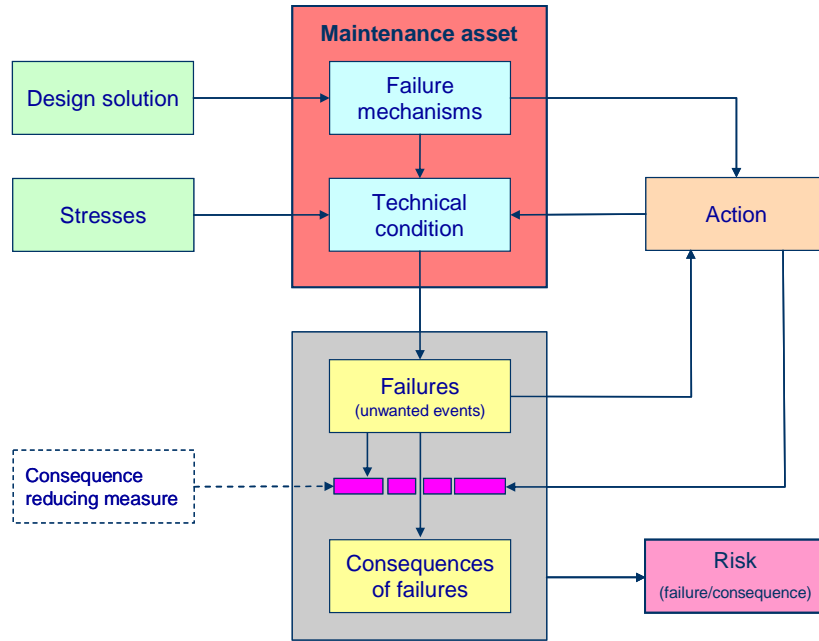 Maintenance asset
Design solution
Failure
mechanisms
Stresses
Technical
condition
Action
Failures
(unwanted events)
Consequence
reducing measure
Consequences
of failures
Risk
(failure/consequence)